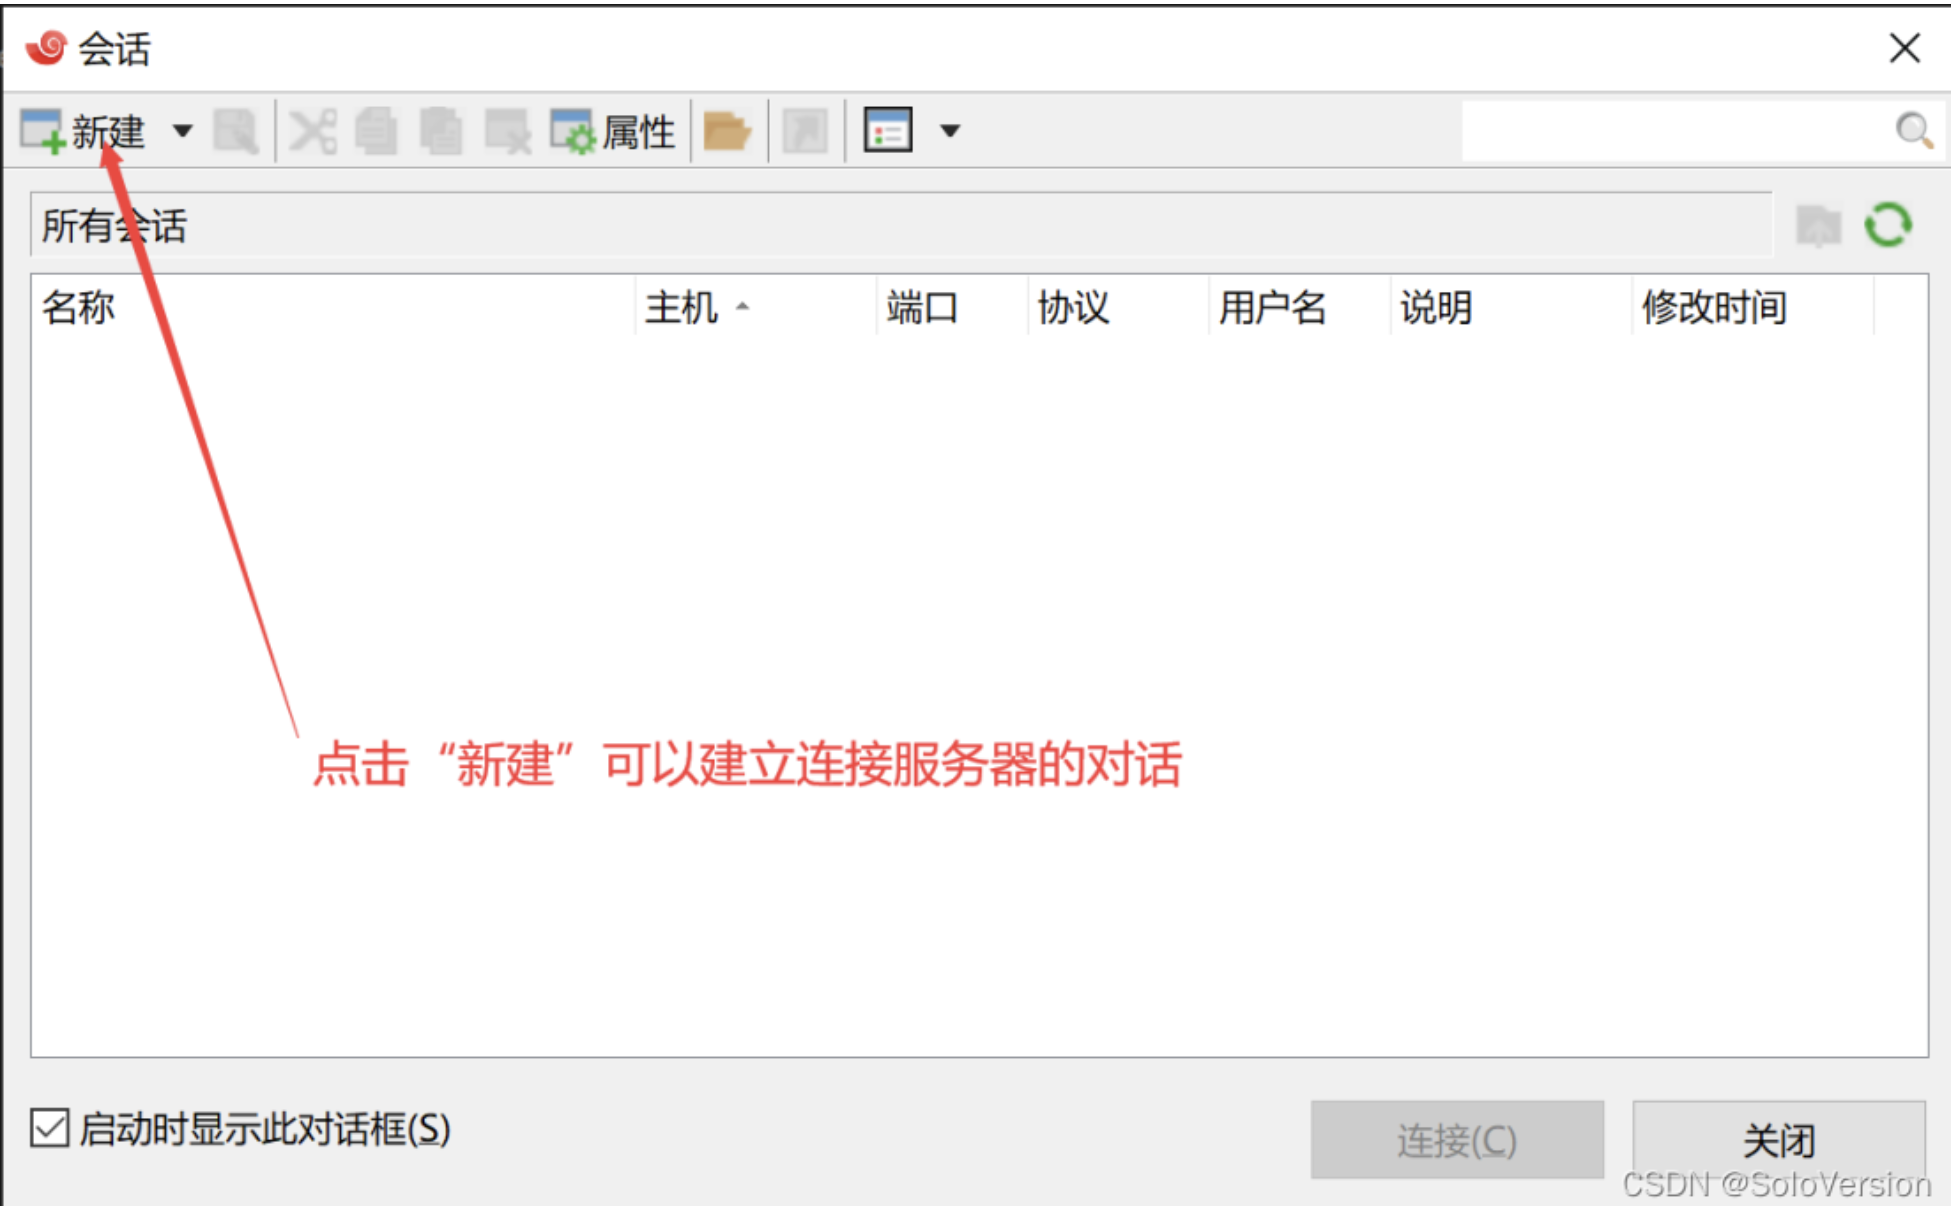 会话
新建 属性
所有会话
名称 主机 端口 协议 用户名 说明 修改时间
点击“新建”可以建立连接服务器的对话
启动时显示此对话框(S)
连接(C) 关闭
CSDN @SoloVersion